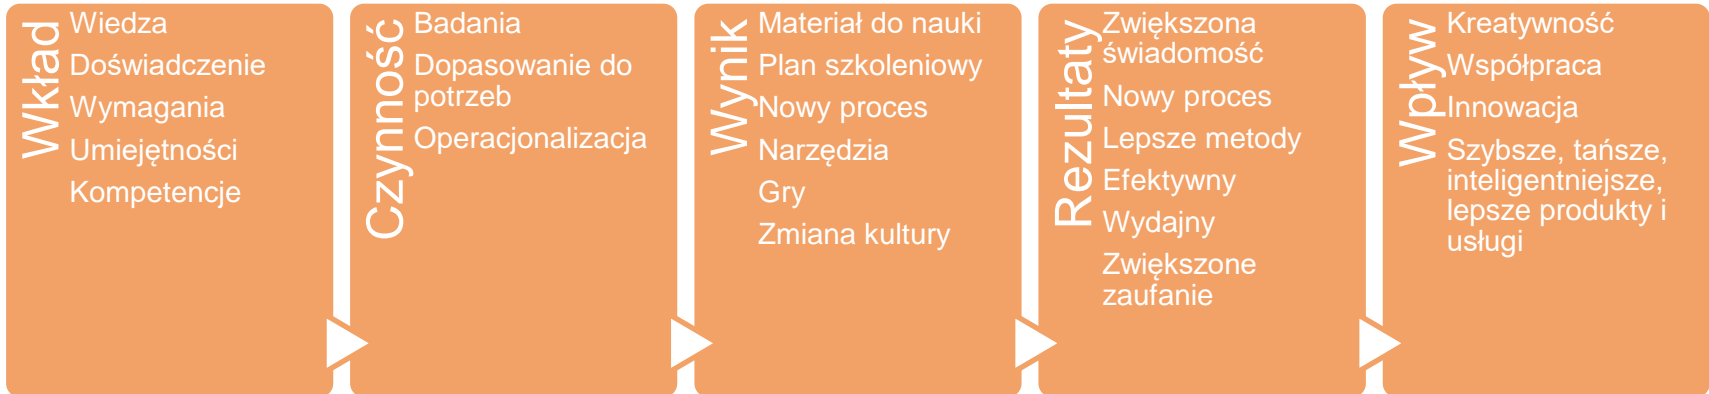 Wkład
Wiedza
Doświadczenie
Wymagania
Umiejętności
Kompetencje
Czynność
Badania
Dopasowanie do
potrzeb
Operacjonalizacja
Wynik
Materiał do nauki
Plan szkoleniowy
Nowy proces
Narzędzia
Gry
Zmiana kultury
Rezultaty
Zwiększona
świadomość
Nowy proces
Lepsze metody
Efektywny
Wydajny
Zwiększone
zaufanie
Wpływ
Kreatywność
Współpraca
Innowacja
Szybsze, tańsze,
inteligentniejsze,
lepsze produkty i
usługi